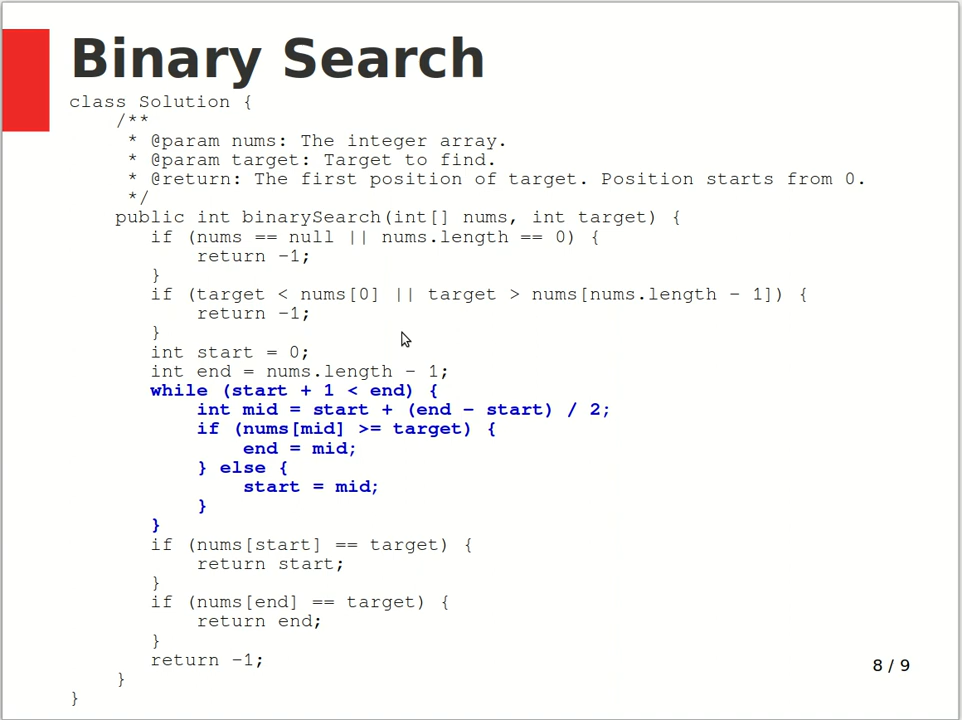 Binary Search
class Solution {
    /**
     * @param nums: The integer array.
     * @param target: Target to find.
     * @return: The first position of target. Position starts from 0.
     */
    public int binarySearch(int[] nums, int target) {
       if (nums == null || nums.length == 0) {
           return -1;
       }
       if (target < nums[0] || target > nums[nums.length - 1]) {
           return -1;
       }
       int start = 0;
       int end = nums.length - 1;
       while (start + 1 < end) {
           int mid = start + (end - start) / 2;
           if (nums[mid] >= target) {
               end = mid;
           } else {
               start = mid;
           }
       }
       if (nums[start] == target) {
           return start;
       }
       if (nums[end] == target) {
           return end;
       }
       return -1;
    }
}
8 / 9